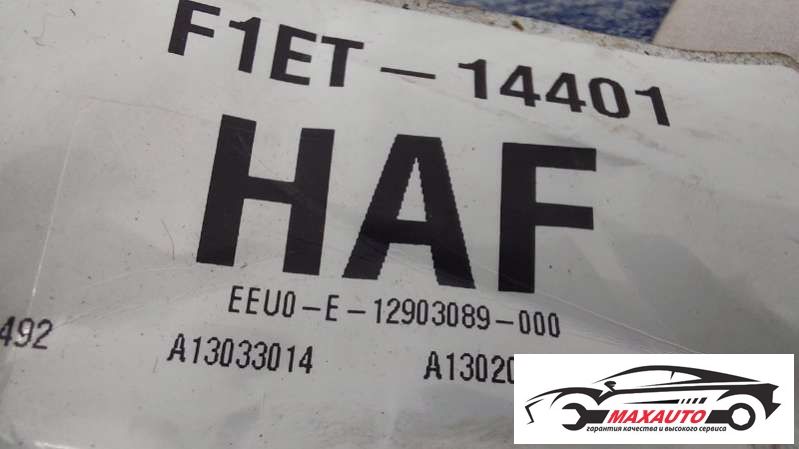 F1ET-14401
HAF
EEU0-E-12903089-000
492
A13033014 A1302
MAXAUTO
гарантия качества и высокого сервиса